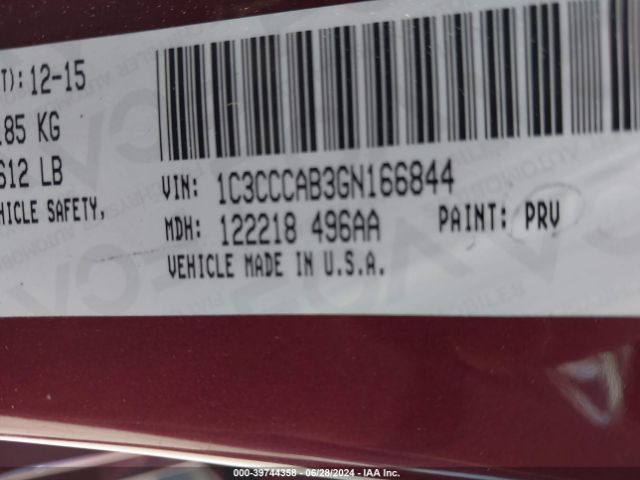 T): 12-15
.85 KG
612 LB
HICLE SAFETY,
VIN: 1C3CCCAB3GN166844
MDH: 122218 496AA
PAINT: PRV
VEHICLE MADE IN U.S.A.
000-39744358 - 06/28/2024 - IAA Inc.